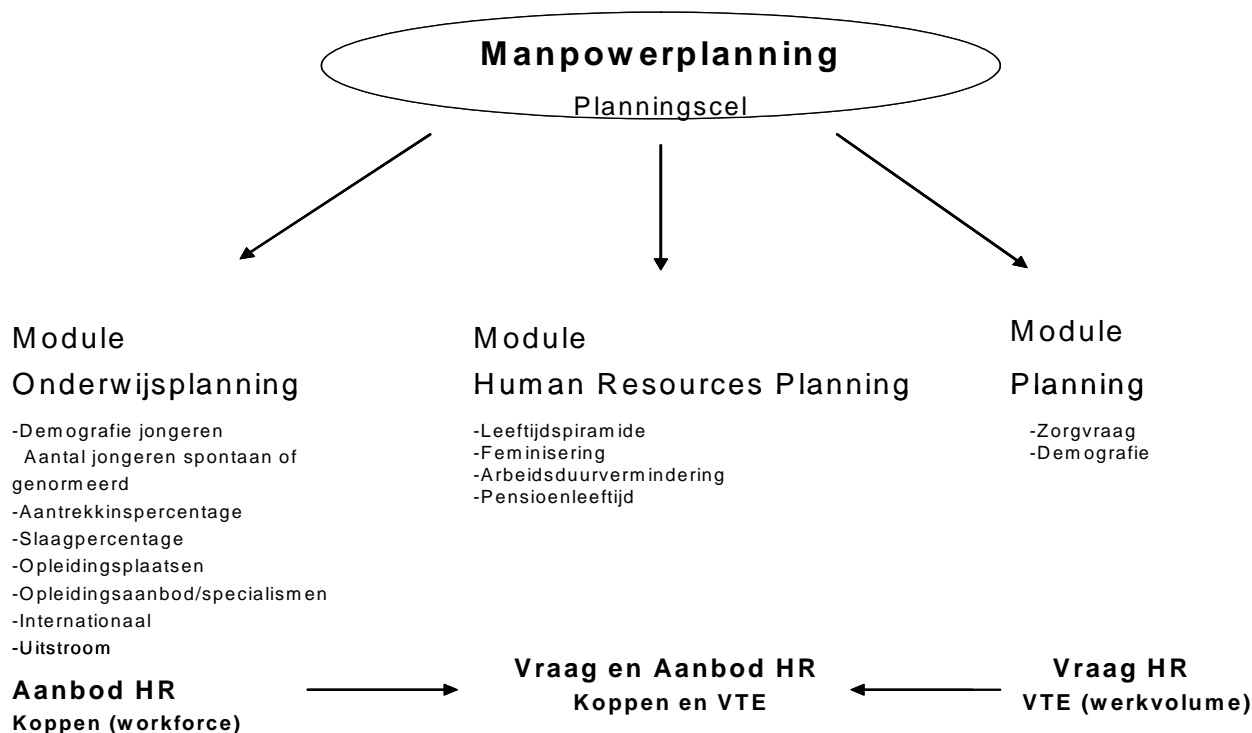 Manpowerplanning
Planningscel
Module
Onderwijsplanning
-Demografie jongeren
Aantal jongeren spontaan of
genormeerd
-Aantrekkinspercentage
-Slaagpercentage
-Opleidingsplaatsen
-Opleidingsaanbod/specialismen
-Internationaal
-Uitstroom
Aanbod HR
Koppen (workforce)
Module
Human Resources Planning
-Leeftijdspiramide
-Feminisering
-Arbeidsduurvermindering
-Pensioenleeftijd
Vraag en Aanbod HR
Koppen en VTE
Module
Planning
-Zorgvraag
-Demografie
Vraag HR
VTE (werkvolume)